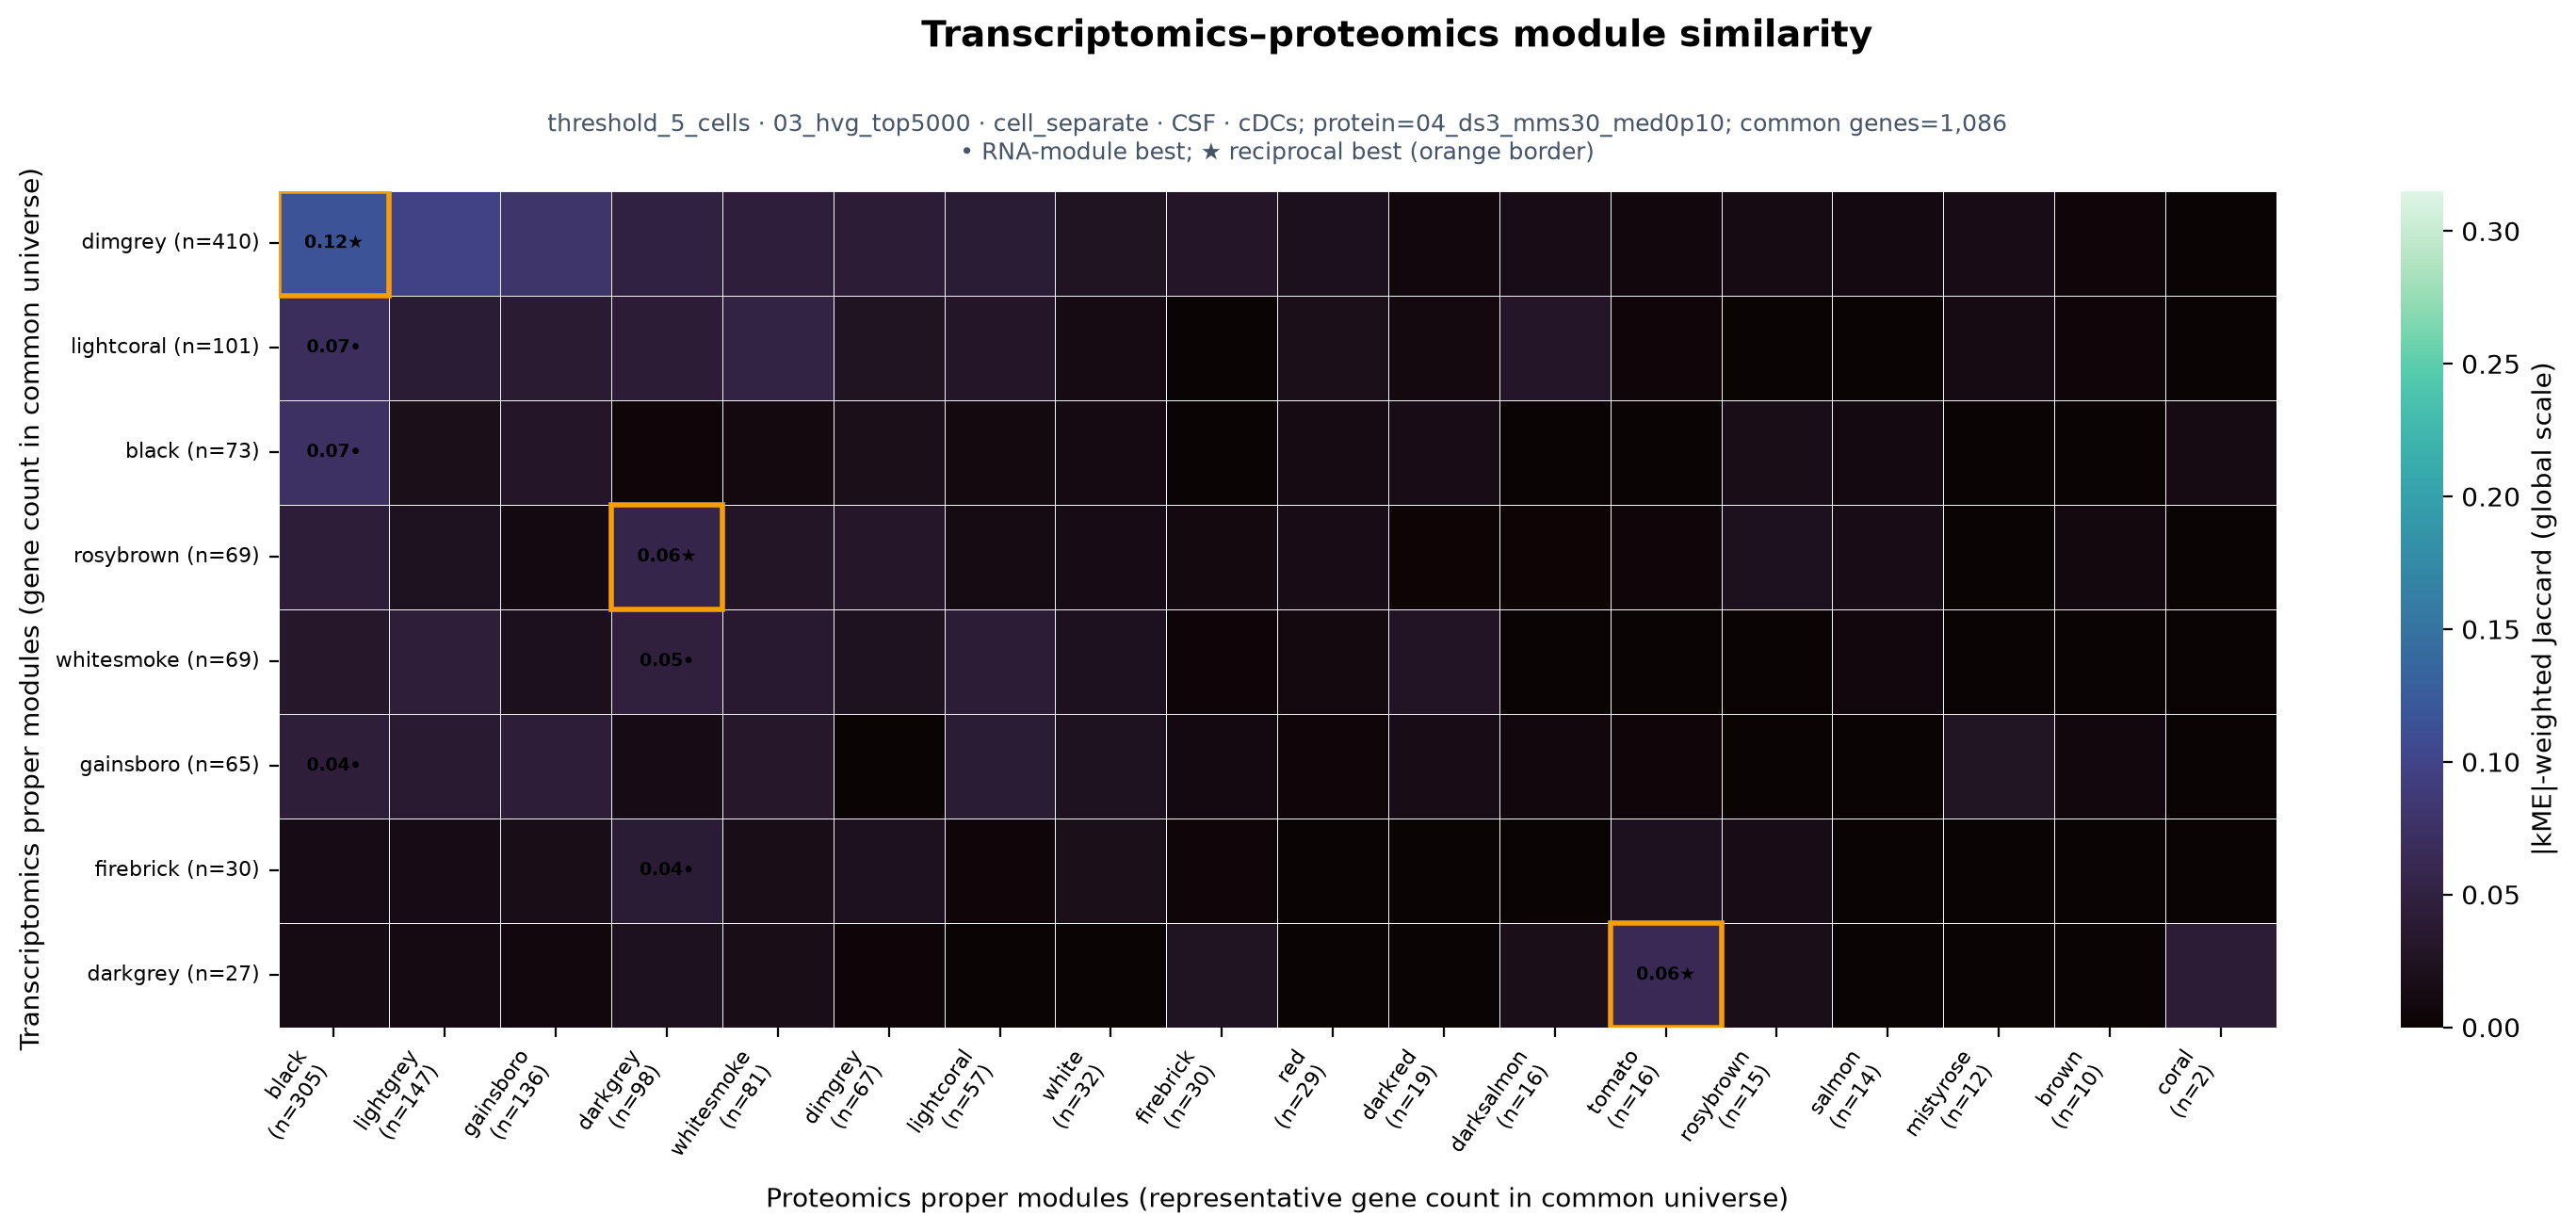 Transcriptomics–proteomics module similarity
threshold_5_cells · 03_hvg_top5000 · cell_separate · CSF · cDCs; protein=04_ds3_mms30_med0p10; common genes=1,086
• RNA-module best; ★ reciprocal best (orange border)
Transcriptomics proper modules (gene count in common universe)
dimgrey (n=410)
0.12★
lightcoral (n=101)
0.07•
black (n=73)
0.07•
rosybrown (n=69)
0.06★
whitesmoke (n=69)
0.05•
gainsboro (n=65)
0.04•
firebrick (n=30)
0.04•
darkgrey (n=27)
0.06★
black
(n=305)
lightgrey
(n=147)
gainsboro
(n=136)
darkgrey
(n=98)
whitesmoke
(n=81)
dimgrey
(n=67)
lightcoral
(n=57)
white
(n=32)
firebrick
(n=30)
red
(n=29)
darkred
(n=19)
darksalmon
(n=16)
tomato
(n=16)
rosybrown
(n=15)
salmon
(n=14)
mistyrose
(n=12)
brown
(n=10)
coral
(n=2)
Proteomics proper modules (representative gene count in common universe)
0.30
0.25
0.20
0.15
0.10
0.05
0.00
|kME|-weighted Jaccard (global scale)